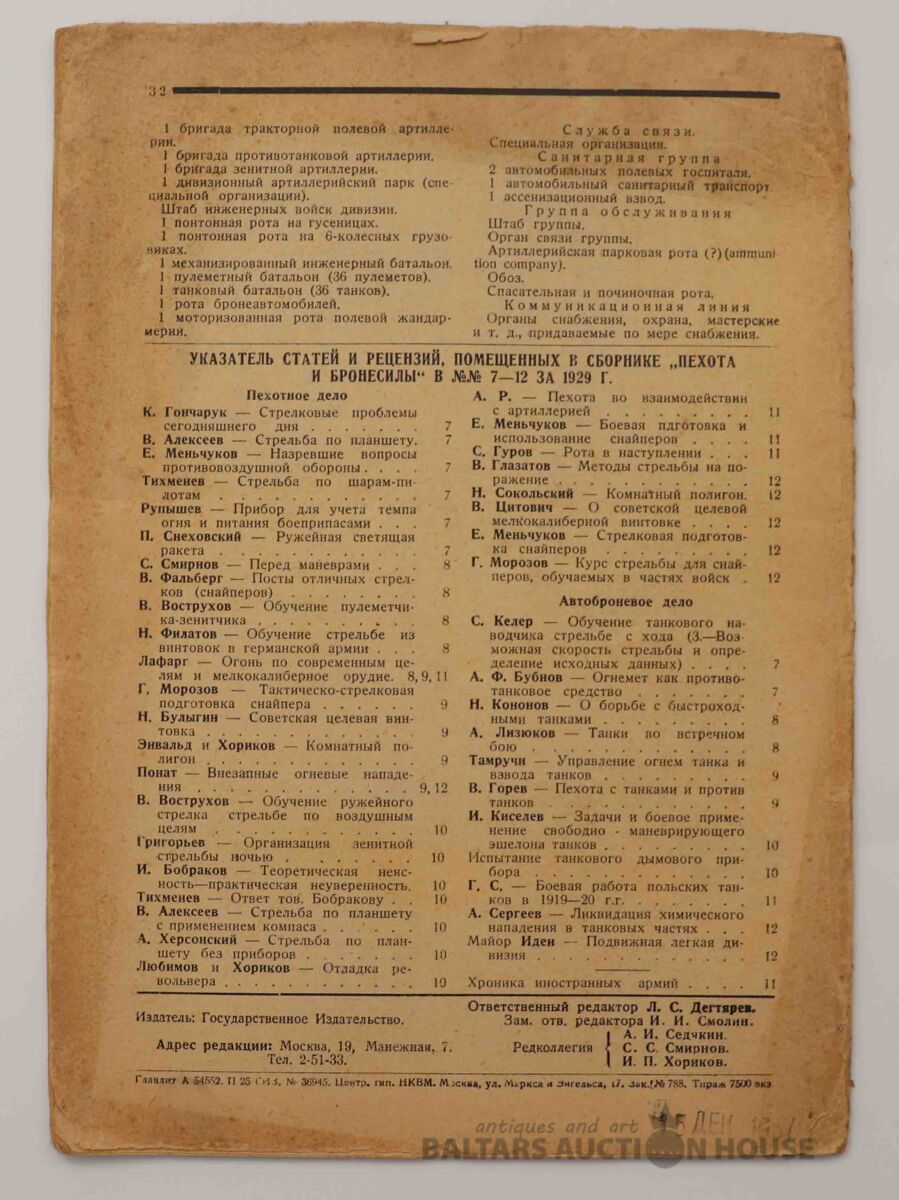 32
1 бригада тракторной полевой артилле-
рии.
1 бригада противотанковой артиллерии.
1 бригада зенитной артиллерии.
1 дивизионный артиллерийский парк (спе-
циальной организации).
Штаб инженерных войск дивизии.
1 понтонная рота на гусеницах.
1 понтонная рота на 6-колесных грузо-
виках.
1 механизированный инженерный батальон.
1 пулеметный батальон (36 пулеметов).
1 танковый батальон (36 танков).
1 рота бронеавтомобилей.
1 моторизованная рота полевой жандар-
мерии.
Служба связи.
Специальная организация.
Санитарная группа
2 автомобильных полевых госпиталя.
1 автомобильный санитарный транспорт
1 ассенизационный взвод.
Группа обслуживания
Штаб группы.
Орган связи группы.
Артиллерийская парковая рота (?) (ammuni
tion company).
Обоз.
Спасательная и починочная рота.
Коммуникационная линия
Органы снабжения, охрана, мастерские
и т. д., придаваемые по мере снабжения.
УКАЗАТЕЛЬ СТАТЕЙ И РЕЦЕНЗИЙ, ПОМЕЩЕННЫХ В СБОРНИКЕ „ПЕХОТА
И БРОНЕСИЛЫ“ В №№ 7—12 ЗА 1929 Г.
Пехотное дело
К. Гончарук — Стрелковые проблемы
сегодняшнего дня . . . . . . . 7
В. Алексеев — Стрельба по планшету. 7
Е. Меньчуков — Назревшие вопросы
противовоздушной обороны . . . . 7
Тихменев — Стрельба по шарам-пи-
лотам . . . . . . . . . . . 7
Рупышев — Прибор для учета темпа
огня и питания боеприпасами . . . 7
П. Снеховский — Ружейная светящая
ракета . . . . . . . . . . . 7
С. Смирнов — Перед маневрами . . . 8
В. Фальберг — Посты отличных стрел-
ков (снайперов) . . . . . . . . 8
В. Вострухов — Обучение пулеметчи-
ка-зенитчика . . . . . . . . . . 8
Н. Филатов — Обучение стрельбе из
винтовок в германской армии . . . 8
Лафарг — Огонь по современным це-
лям и мелкокалиберное орудие. 8, 9, 11
Г. Морозов — Тактическо-стрелковая
подготовка снайпера . . . . . . 9
Н. Булыгин — Советская целевая вин-
товка . . . . . . . . . . . . 9
Энвальд и Хориков — Комнатный по-
лигон . . . . . . . . . . . . 9
Понат — Внезапные огневые нападе-
ния . . . . . . . . . . . . 9, 12
В. Вострухов — Обучение ружейного
стрелка стрельбе по воздушным
целям . . . . . . . . . . . 10
Григорьев — Организация зенитной
стрельбы ночью . . . . . . . 10
И. Бобраков — Теоретическая неяс-
ность—практическая неуверенность. 10
Тихменев — Ответ тов. Бобракову . . 10
В. Алексеев — Стрельба по планшету
с применением компаса . . . . . . 10
А. Херсонский — Стрельба по план-
шету без приборов . . . . . . . 10
Любимов и Хориков — Отладка ре-
вольвера . . . . . . . . . . . 10
А. Р. — Пехота во взаимодействии
с артиллерией . . . . . . . . . 11
Е. Меньчуков — Боевая пдготовка и
использование снайперов . . . . 11
С. Гуров — Рота в наступлении . . . 11
В. Глазатов — Методы стрельбы на по-
ражение . . . . . . . . . . . 12
Н. Сокольский — Комнатный полигон. 12
В. Цитович — О советской целевой
мелкокалиберной винтовке . . . . 12
Е. Меньчуков — Стрелковая подготов-
ка снайперов . . . . . . . . . 12
Г. Морозов — Курс стрельбы для снай-
перов, обучаемых в частях войск . 12
Автоброневое дело
С. Келер — Обучение танкового на-
водчика стрельбе с хода (3.—Воз
можная скорость стрельбы и опре-
деление исходных данных) . . . . 7
А. Ф. Бубнов — Огнемет как противо-
танковое средство . . . . . . . 7
Н. Кононов — О борьбе с быстроход-
ными танками . . . . . . . . . 8
А. Лизюков — Танки во встречном
бою . . . . . . . . . . . . . 8
Тамручи — Управление огнем танка и
взвода танков . . . . . . . . . 9
В. Горев — Пехота с танками и против
танков . . . . . . . . . . . . 9
И. Киселев — Задачи и боевое приме-
нение свободно - маневрирующего
эшелона танков . . . . . . . . . 10
Испытание танкового дымового при-
бора . . . . . . . . . . . . . 10
Г. С. — Боевая работа польских тан-
ков в 1919—20 г.г. . . . . . . . 11
А. Сергеев — Ликвидация химического
нападения в танковых частях . . . 12
Майор Иден — Подвижная легкая ди-
визия . . . . . . . . . . . . . 12
Хроника иностранных армий . . . . 11
Издатель: Государственное Издательство.
Адрес редакции: Москва, 19, Манежная, 7.
Тел. 2-51-33.
Ответственный редактор Л. С. Дегтярев.
Зам. отв. редактора И. И. Смолин.
Редколлегия
А. И. Седякин.
С. С. Смирнов.
И. П. Хориков.
Главлит А 54552. П 25 № 36945. Центр. тип. НКВМ. Москва, ул. Маркса и Энгельса, 17. Зак. № 788. Тираж 7500 экз
5 ДЕН
antiques and art
BALTARS AUCTION HOUSE